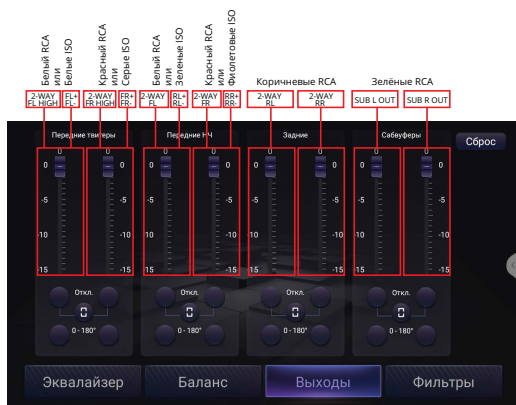 Белый RCA
или
Белые ISO
Красный RCA
или
Серые ISO
Белый RCA
или
Зеленые ISO
Красный RCA
или
Фиолетовые ISO
Коричневые RCA
Зелёные RCA
2-WAY
FL HIGH
FL+
FL-
2-WAY
FR HIGH
FR+
FR-
2-WAY
FL
RL+
RL-
2-WAY
FR
RR+
RR-
2-WAY
RL
2-WAY
RR
SUB L OUT
SUB R OUT
Передние твитеры
Передние НЧ
Задние
Сабвуферы
Сброс
0 0 0 0 0 0 0 0
0 0 0 0 0 0 0 0
-5 -5 -5 -5 -5 -5 -5 -5
-10 -10 -10 -10 -10 -10 -10 -10
-15 -15 -15 -15 -15 -15 -15 -15
Откл. Откл. Откл. Откл.
0 - 180° 0 - 180° 0 - 180° 0 - 180°
Эквалайзер Баланс Выходы Фильтры